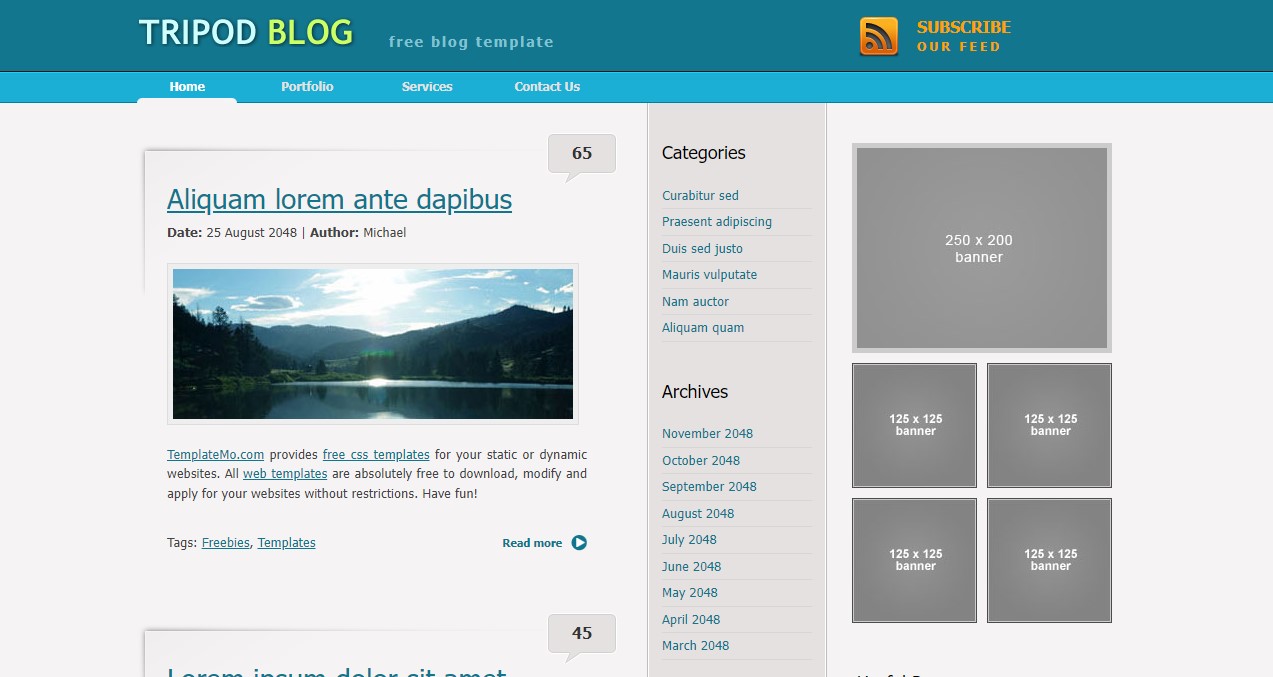 TRIPOD BLOG
free blog template
SUBSCRIBE
OUR FEED
Home
Portfolio
Services
Contact Us
65
Aliquam lorem ante dapibus
Date: 25 August 2048 | Author: Michael
TemplateMo.com provides free css templates for your static or dynamic
websites. All web templates are absolutely free to download, modify and
apply for your websites without restrictions. Have fun!
Tags: Freebies, Templates
Read more
45
Lorem ipsum dolor sit amet
Categories
Curabitur sed
Praesent adipiscing
Duis sed justo
Mauris vulputate
Nam auctor
Aliquam quam
Archives
November 2048
October 2048
September 2048
August 2048
July 2048
June 2048
May 2048
April 2048
March 2048
250 x 200
banner
125 x 125
banner
125 x 125
banner
125 x 125
banner
125 x 125
banner